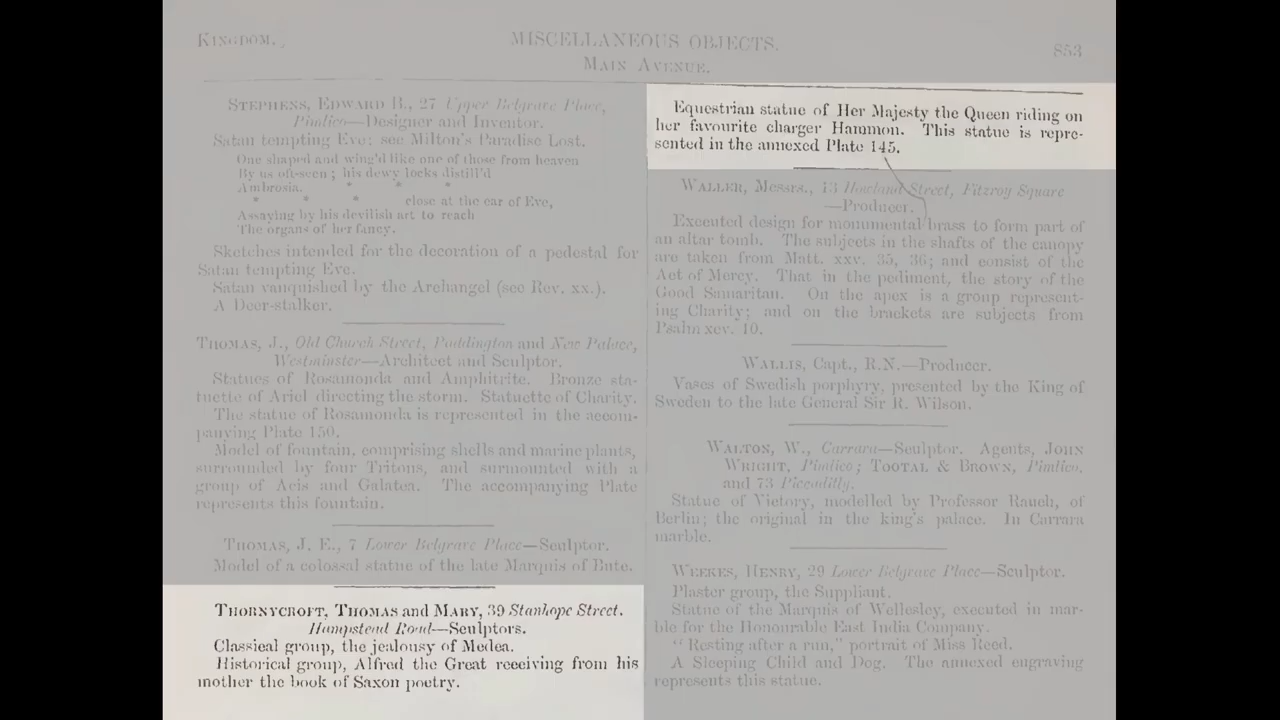 KINGDOM.
MISCELLANEOUS OBJECTS.
853
MAIN AVENUE.
STEPHENS, EDWARD B., 27 Upper Belgrave Place,
Pimlico—Designer and Inventor.
Satan tempting Eve: see Milton's Paradise Lost.
One shaped and wing'd like one of those from heaven
By us oft-seen; his dewy locks distill'd
Ambrosia. * * *
* * * close at the ear of Eve,
Assaying by his devilish art to reach
The organs of her fancy.
Sketches intended for the decoration of a pedestal for
Satan tempting Eve.
Satan vanquished by the Archangel (see Rev. xx.).
A Deer-stalker.
THOMAS, J., Old Church Street, Paddington and New Palace,
Westminster—Architect and Sculptor.
Statues of Rosamonda and Amphitrite. Bronze sta-
tuette of Ariel directing the storm. Statuette of Charity.
The statue of Rosamonda is represented in the accom-
panying Plate 150.
Model of fountain, comprising shells and marine plants,
surrounded by four Tritons, and surmounted with a
group of Acis and Galatea. The accompanying Plate
represents this fountain.
THOMAS, J. E., 7 Lower Belgrave Place—Sculptor.
Model of a colossal statue of the late Marquis of Bute.
THORNYCROFT, THOMAS and MARY, 39 Stanhope Street.
Hampstead Road—Sculptors.
Classical group, the jealousy of Medea.
Historical group, Alfred the Great receiving from his
mother the book of Saxon poetry.
Equestrian statue of Her Majesty the Queen riding on
her favourite charger Hammon. This statue is repre-
sented in the annexed Plate 145.
WALLER, Messrs., 13 Howland Street, Fitzroy Square
—Producer.
Executed design for monumental brass to form part of
an altar tomb. The subjects in the shafts of the canopy
are taken from Matt. xxv. 35, 36; and consist of the
Act of Mercy. That in the pediment, the story of the
Good Samaritan. On the apex is a group represent-
ing Charity; and on the brackets are subjects from
Psalm xcv. 10.
WALLIS, Capt., R.N.—Producer.
Vases of Swedish porphyry, presented by the King of
Sweden to the late General Sir R. Wilson.
WALTON, W., Carrara—Sculptor. Agents, JOHN
WRIGHT, Pimlico; TOOTAL & BROWN, Pimlico,
and 73 Piccadilly.
Statue of Victory, modelled by Professor Rauch, of
Berlin; the original in the king's palace. In Carrara
marble.
WEEKES, HENRY, 29 Lower Belgrave Place—Sculptor.
Plaster group, the Suppliant.
Statue of the Marquis of Wellesley, executed in mar-
ble for the Honourable East India Company.
"Resting after a run," portrait of Miss Reed.
A Sleeping Child and Dog. The annexed engraving
represents this statue.